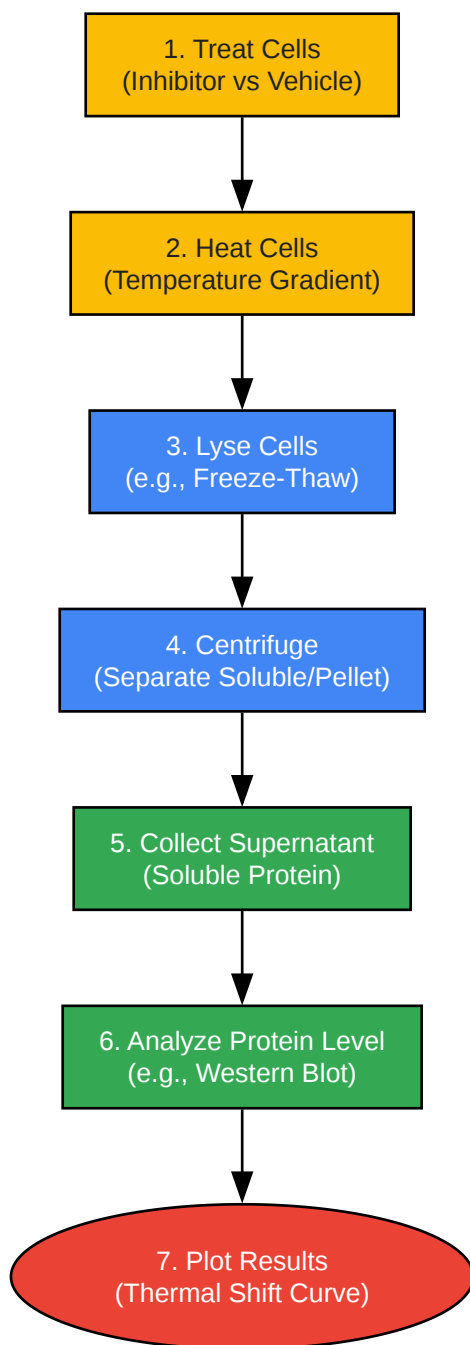 1. Treat Cells
(Inhibitor vs Vehicle)
2. Heat Cells
(Temperature Gradient)
3. Lyse Cells
(e.g., Freeze-Thaw)
4. Centrifuge
(Separate Soluble/Pellet)
5. Collect Supernatant
(Soluble Protein)
6. Analyze Protein Level
(e.g., Western Blot)
7. Plot Results
(Thermal Shift Curve)